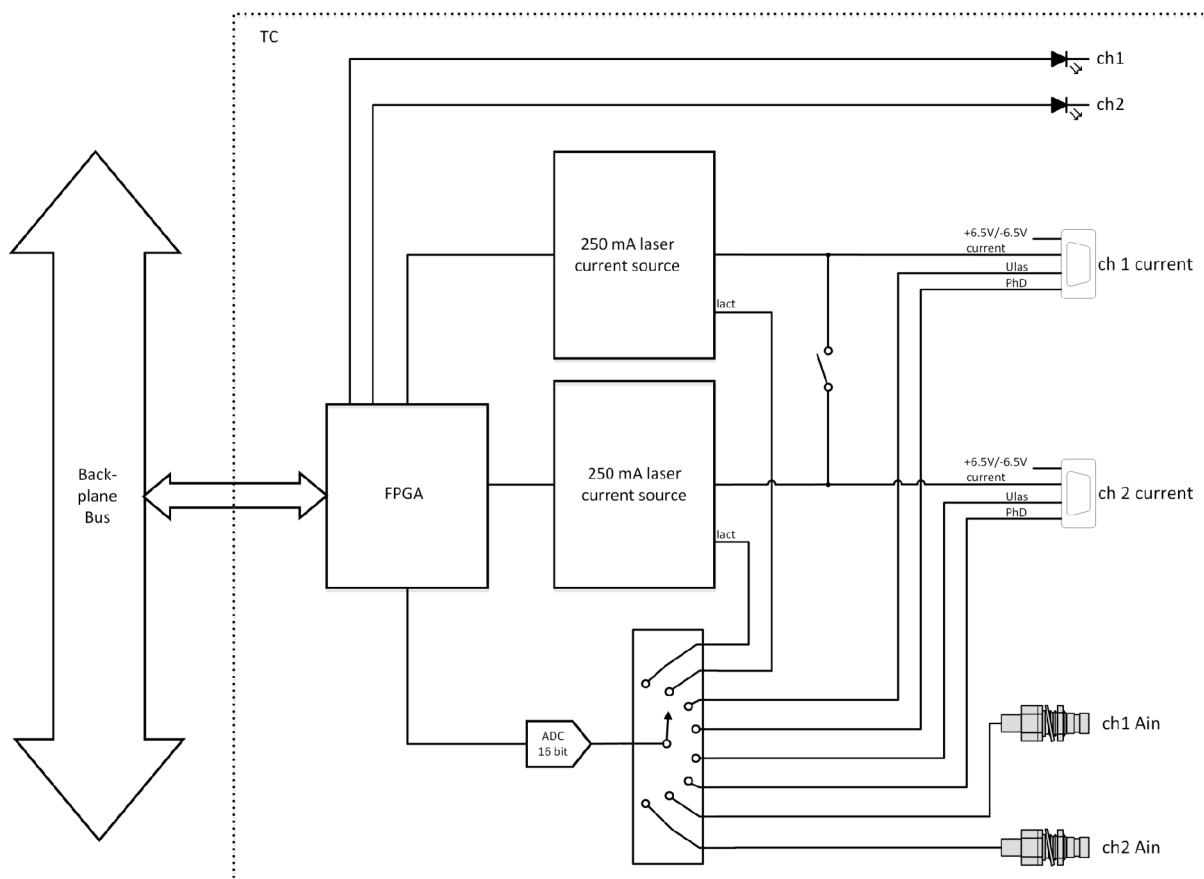 TC
ch1
ch2
250 mA laser
current source
Iact
+6.5V/-6.5V
current
Ulas
PhD
ch 1 current
Back-
plane
Bus
FPGA
250 mA laser
current source
Iact
+6.5V/-6.5V
current
Ulas
PhD
ch 2 current
ADC
16 bit
ch1 Ain
ch2 Ain